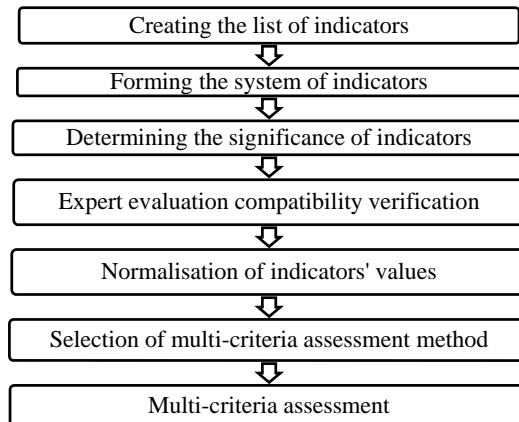 Creating the list of indicators
Forming the system of indicators
Determining the significance of indicators
Expert evaluation compatibility verification
Normalisation of indicators' values
Selection of multi-criteria assessment method
Multi-criteria assessment